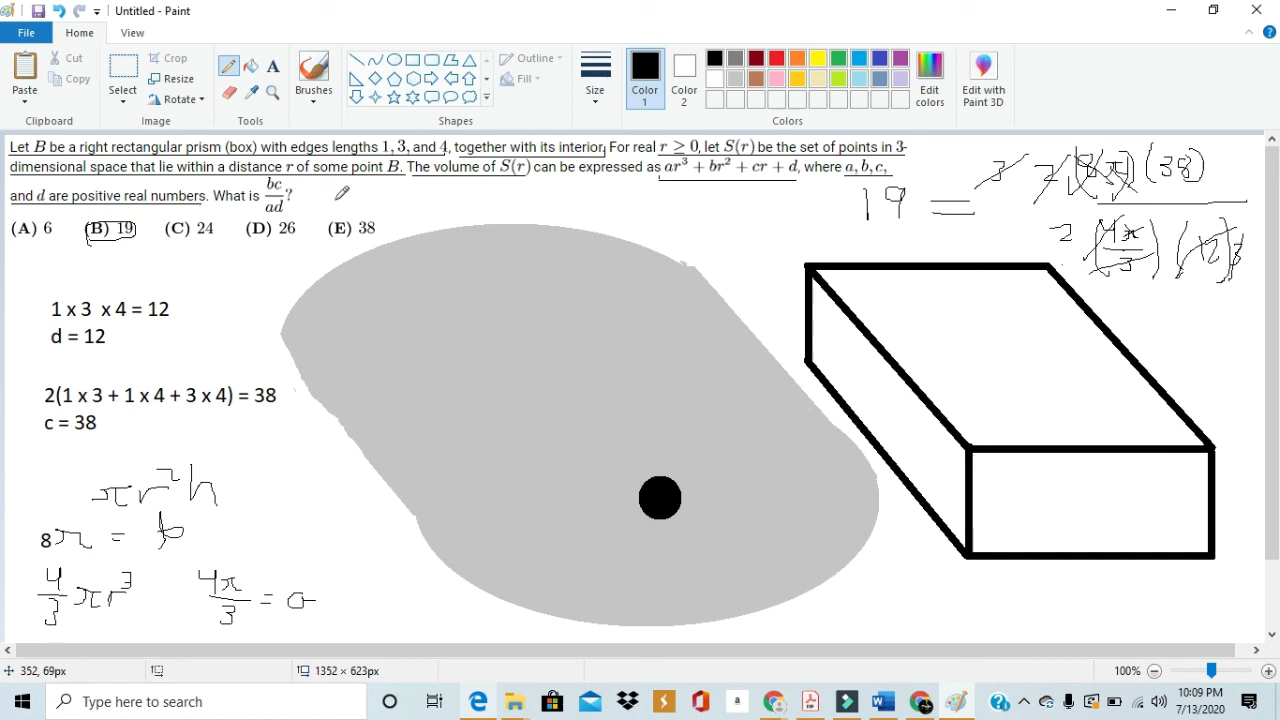 Untitled - Paint
File Home View
Paste
Cut
Copy
Clipboard
Select
Crop
Resize
Rotate
Image
A
Tools
Brushes
Outline
Fill
Shapes
Size
Color 1
Color 2
Edit colors
Edit with Paint 3D
Colors
Let B be a right rectangular prism (box) with edges lengths 1, 3, and 4, together with its interior. For real r ≥ 0, let S(r) be the set of points in 3-
dimensional space that lie within a distance r of some point B. The volume of S(r) can be expressed as ar³ + br² + cr + d, where a, b, c,
and d are positive real numbers. What is bc/ad?
(A) 6 (B) 19 (C) 24 (D) 26 (E) 38
19 = (38)
(4π/3) (12)
1 x 3 x 4 = 12
d = 12
2(1 x 3 + 1 x 4 + 3 x 4) = 38
c = 38
πr²h
8π = b
4/3 πr³ 4π/3 = a
352, 69px
1352 × 623px
100%
Type here to search
10:09 PM
7/13/2020